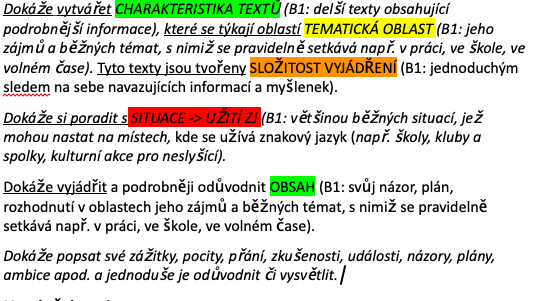 Dokáže vytvářet CHARAKTERISTIKA TEXTŮ (B1: delší texty obsahující
podrobnější informace), které se týkají oblastí TEMATICKÁ OBLAST (B1: jeho
zájmů a běžných témat, s nimiž se pravidelně setkává např. v práci, ve škole, ve
volném čase). Tyto texty jsou tvořeny SLOŽITOST VYJÁDŘENÍ (B1: jednoduchým
sledem na sebe navazujících informací a myšlenek).
Dokáže si poradit s SITUACE -> UŽITÍ ZJ (B1: většinou běžných situací, jež
mohou nastat na místech, kde se užívá znakový jazyk (např. školy, kluby a
spolky, kulturní akce pro neslyšící).
Dokáže vyjádřit a podrobněji odůvodnit OBSAH (B1: svůj názor, plán,
rozhodnutí v oblastech jeho zájmů a běžných témat, s nimiž se pravidelně
setkává např. v práci, ve škole, ve volném čase).
Dokáže popsat své zážitky, pocity, přání, zkušenosti, události, názory, plány,
ambice apod. a jednoduše je odůvodnit či vysvětlit.